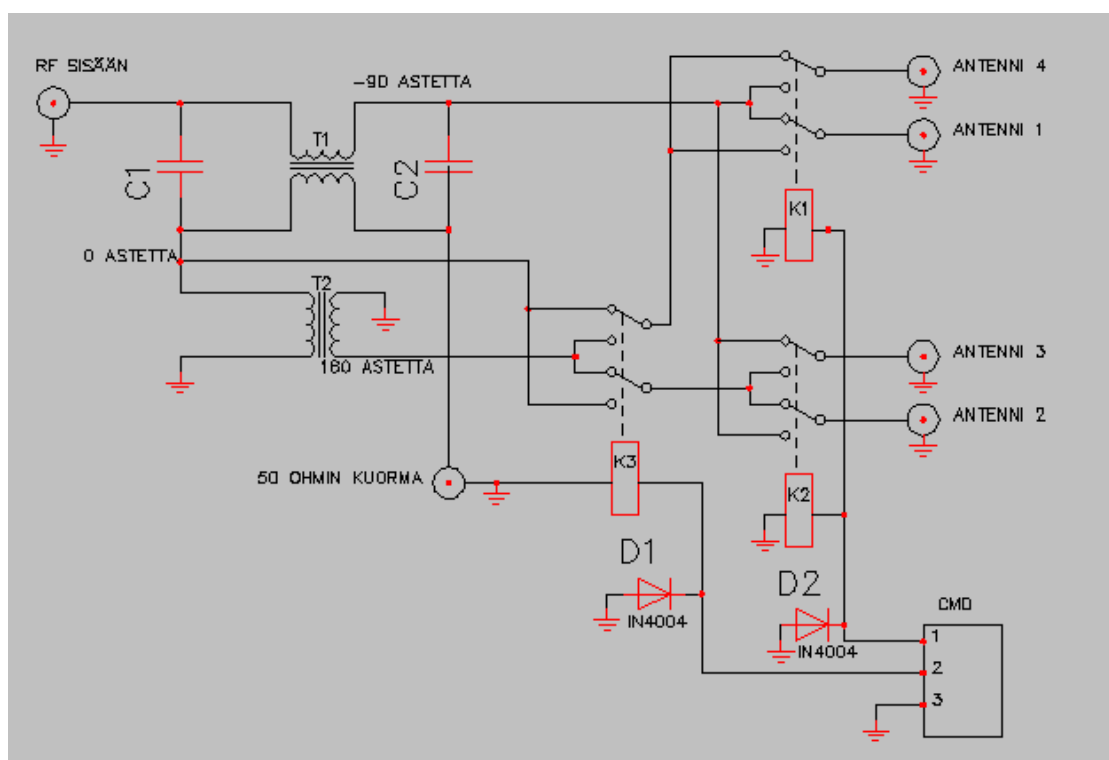 RF SISÄÄN
-90 ASTETTA
ANTENNI 4
T1
ANTENNI 1
C1
C2
K1
0 ASTETTA
T2
ANTENNI 3
160 ASTETTA
ANTENNI 2
50 OHMIN KUORMA
K3
K2
D1
D2
CMD
IN4004
IN4004
1
2
3